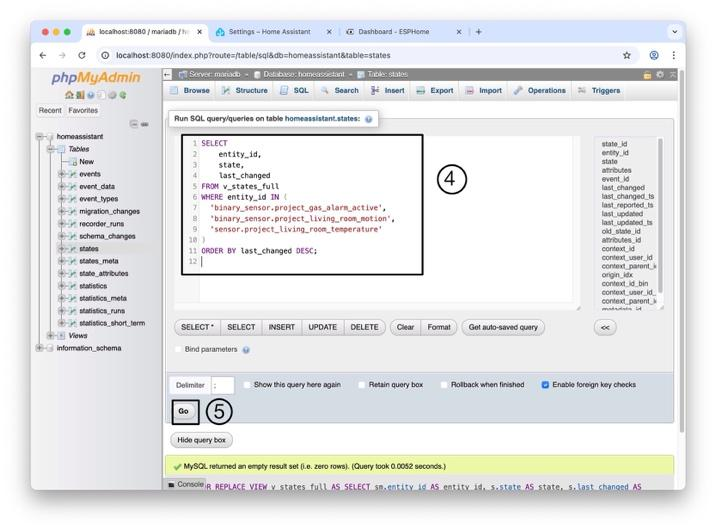 localhost:8080 / mariadb / h
Settings – Home Assistant
Dashboard - ESPHome
localhost:8080/index.php?route=/table/sql&db=homeassistant&table=states
phpMyAdmin
Recent
Favorites
homeassistant
Tables
New
events
event_data
event_types
migration_changes
recorder_runs
schema_changes
states
states_meta
state_attributes
statistics
statistics_meta
statistics_runs
statistics_short_term
Views
information_schema
Server: mariadb » Database: homeassistant » Table: states
Browse
Structure
SQL
Search
Insert
Export
Import
Operations
Triggers
Run SQL query/queries on table homeassistant.states:
1 SELECT
2 entity_id,
3 state,
4 last_changed
5 FROM v_states_full
6 WHERE entity_id IN (
7 'binary_sensor.project_gas_alarm_active',
8 'binary_sensor.project_living_room_motion',
9 'sensor.project_living_room_temperature'
10 )
11 ORDER BY last_changed DESC;
12
4
state_id
entity_id
state
attributes
event_id
last_changed
last_changed_ts
last_reported_ts
last_updated
last_updated_ts
old_state_id
attributes_id
context_id
context_user_id
context_parent_i
origin_idx
context_id_bin
context_user_id_
context_parent_i
metadata_id
SELECT *
SELECT
INSERT
UPDATE
DELETE
Clear
Format
Get auto-saved query
<<
Bind parameters
Delimiter ;
Show this query here again
Retain query box
Rollback when finished
Enable foreign key checks
Go
5
Hide query box
MySQL returned an empty result set (i.e. zero rows). (Query took 0.0052 seconds.)
Console
OR REPLACE VIEW v_states_full AS SELECT sm.entity_id AS entity_id, s.state AS state, s.last_changed AS